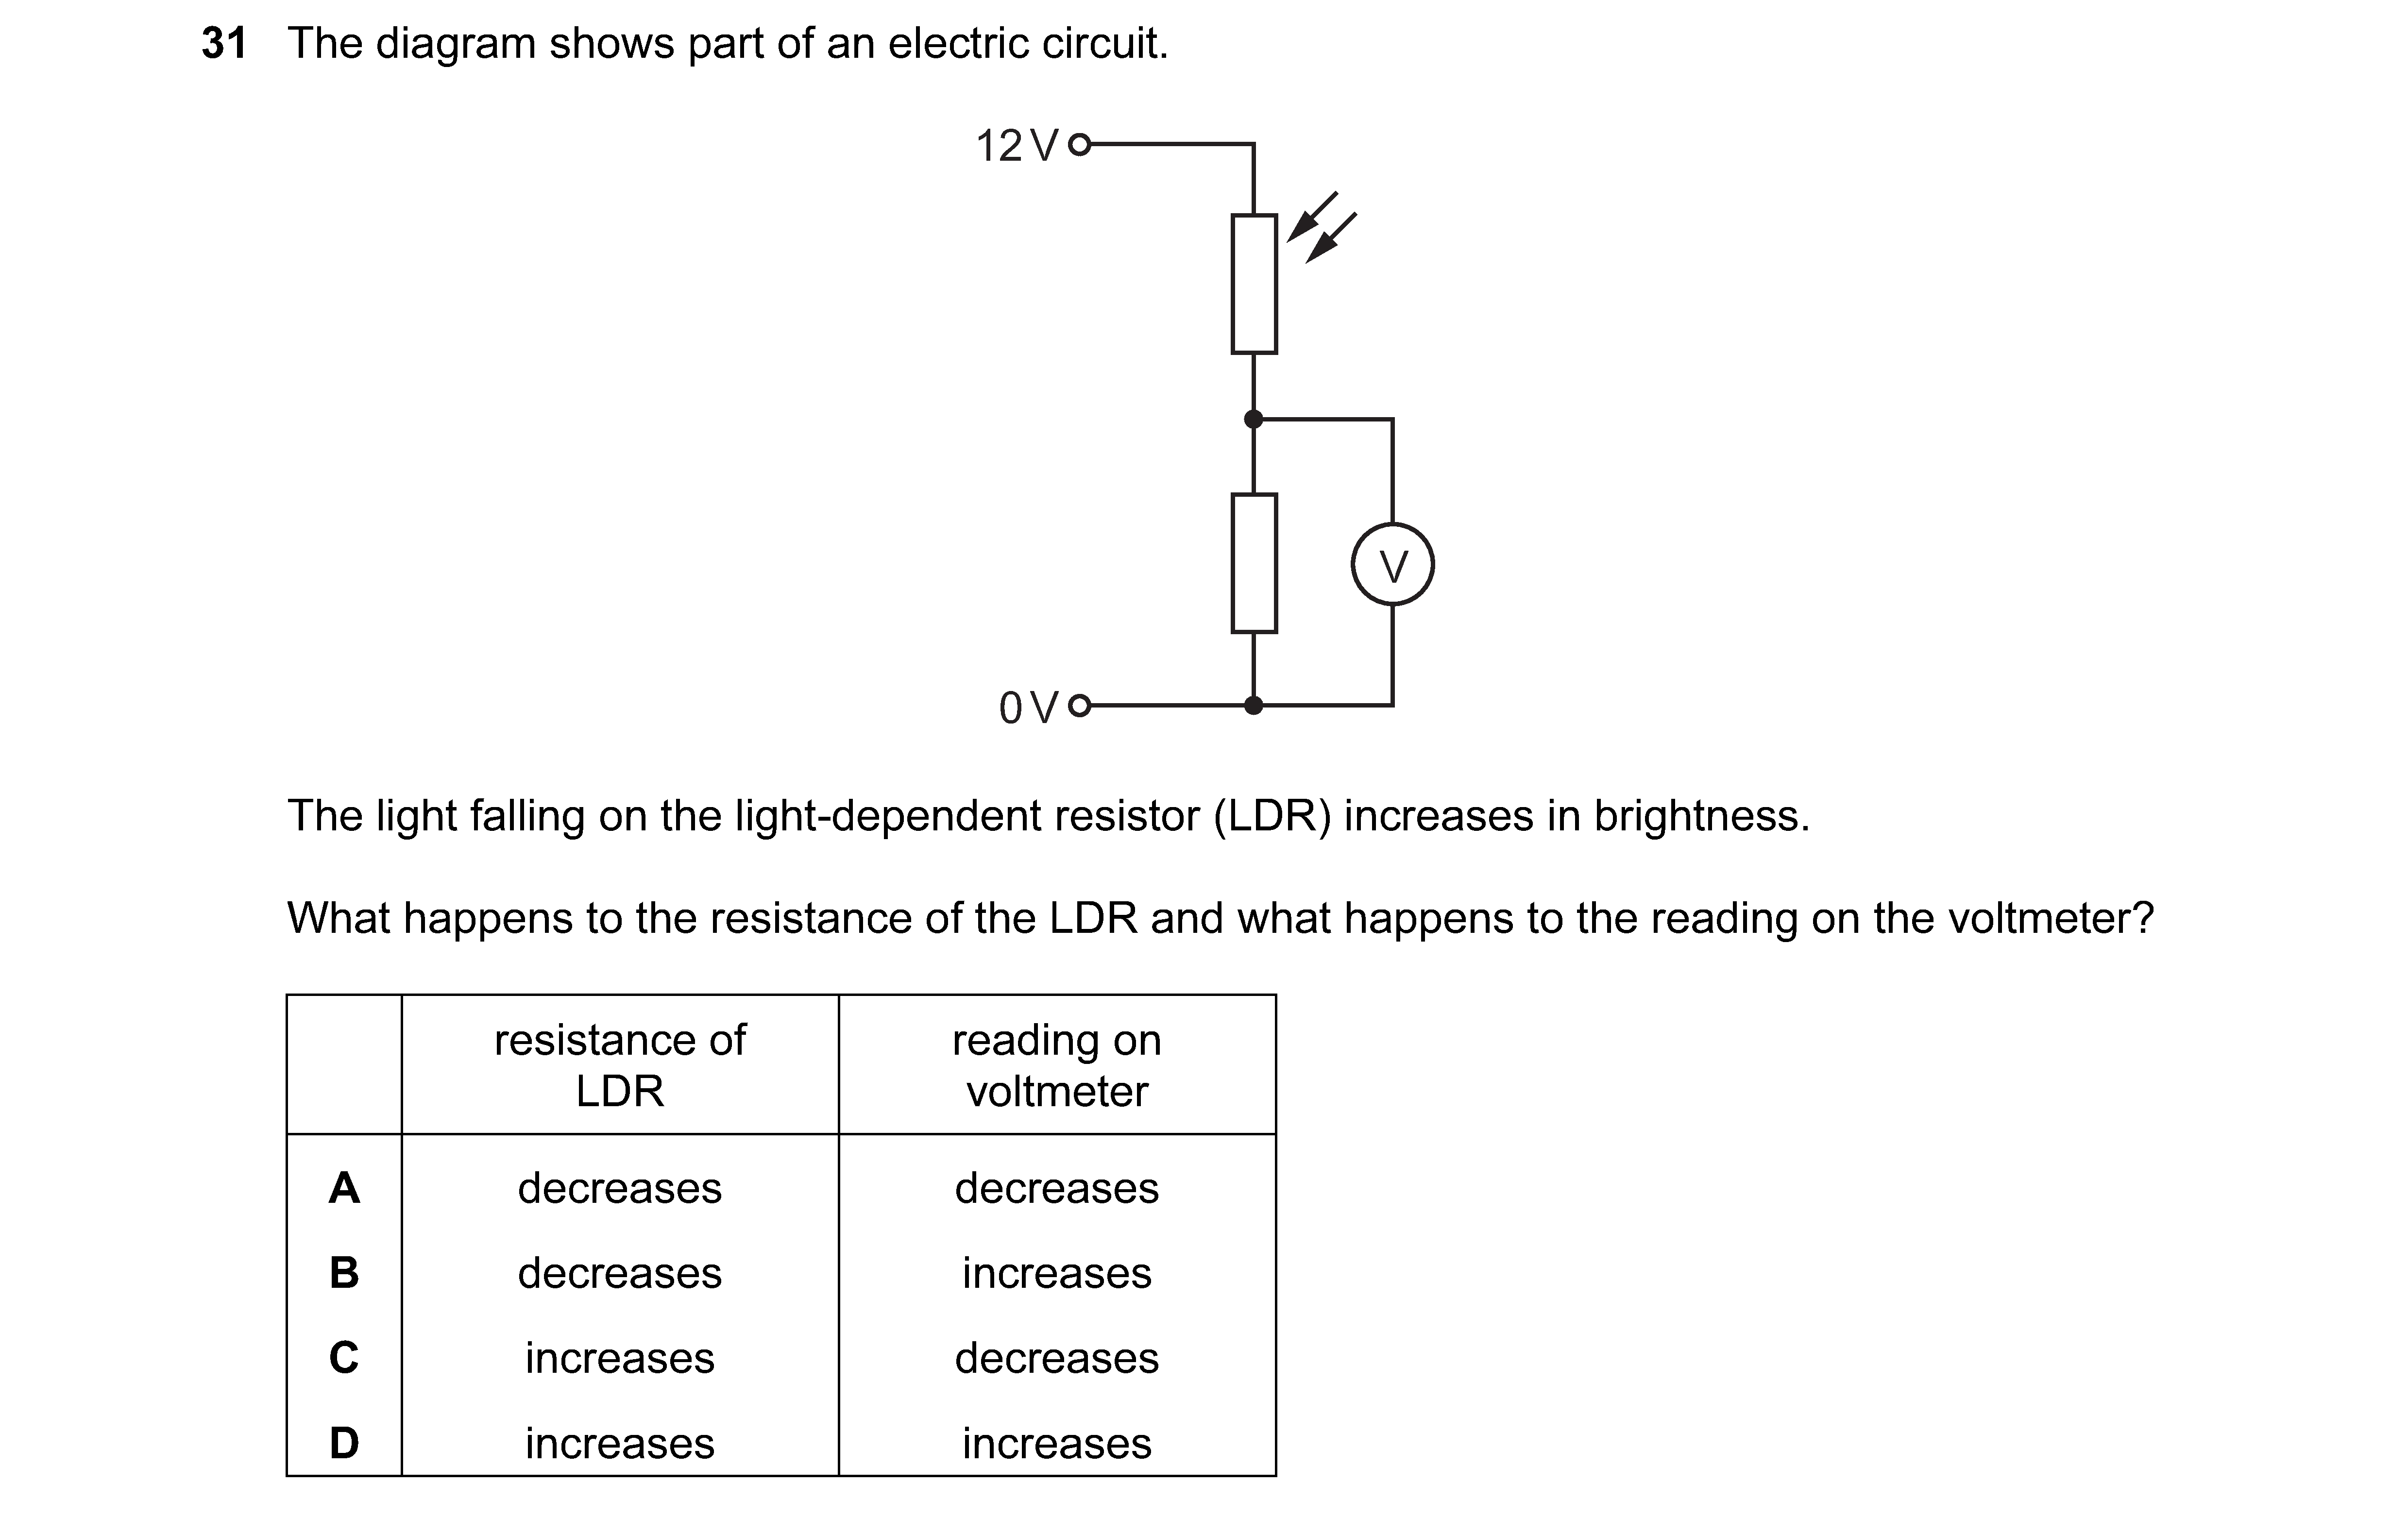 31 The diagram shows part of an electric circuit.
12 V
V
0 V
The light falling on the light-dependent resistor (LDR) increases in brightness.
What happens to the resistance of the LDR and what happens to the reading on the voltmeter?
resistance of LDR
reading on voltmeter
A decreases decreases
B decreases increases
C increases decreases
D increases increases